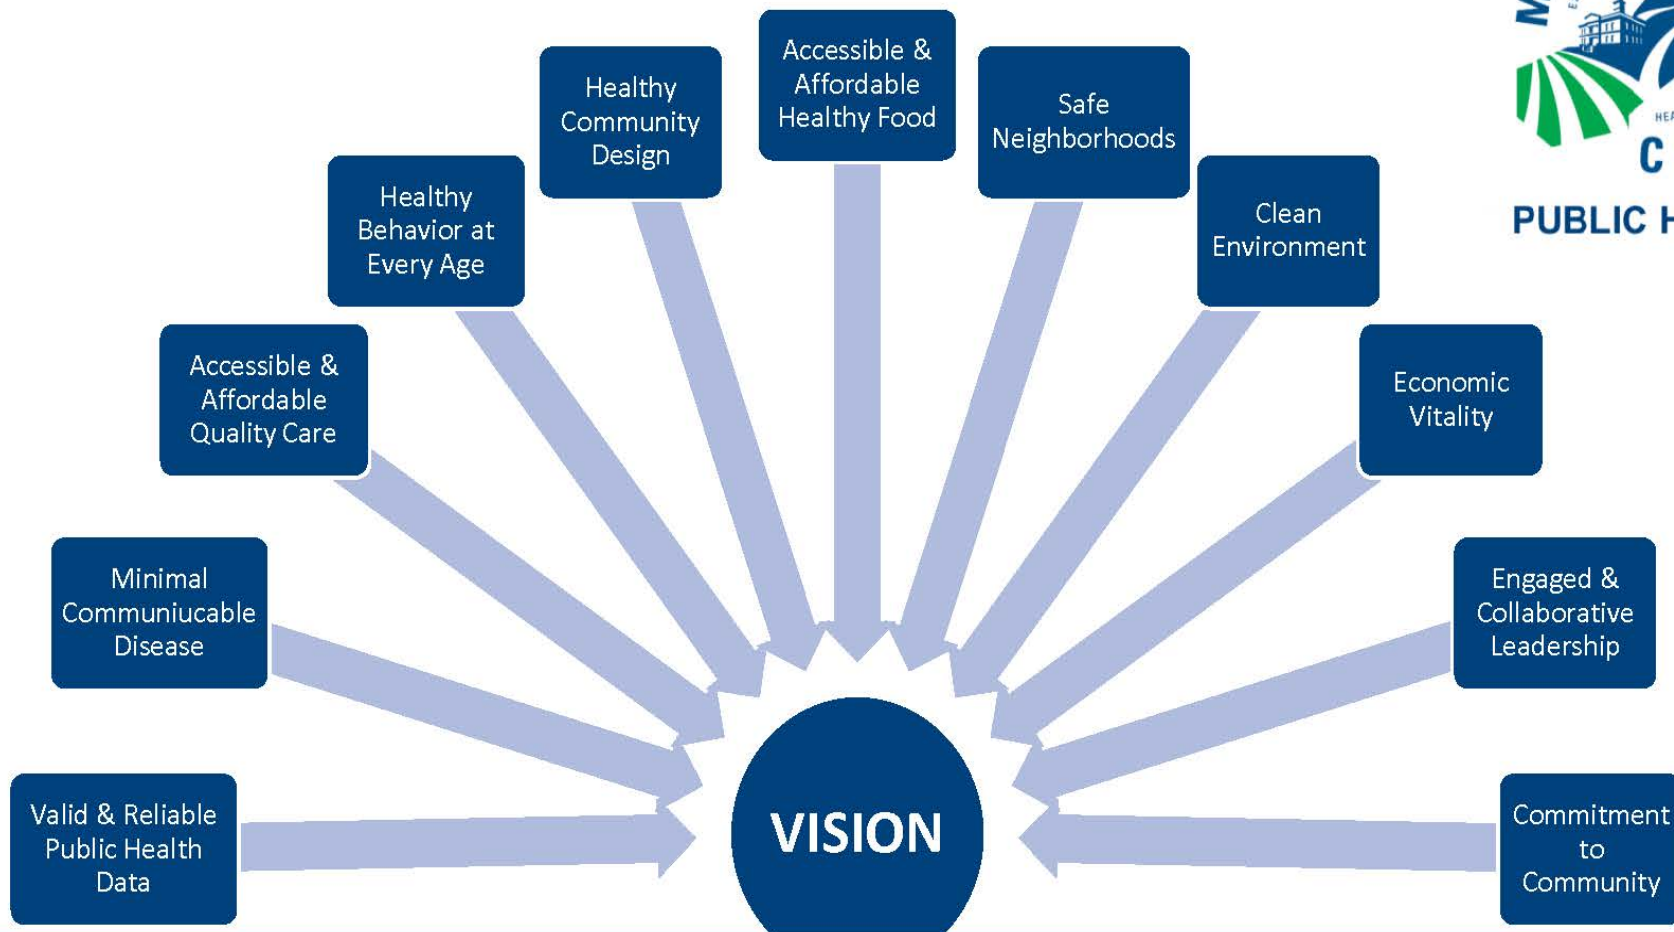 Accessible &
Affordable
Healthy Food
Healthy
Community
Design
Safe
Neighborhoods
Healthy
Behavior at
Every Age
Clean
Environment
Accessible &
Affordable
Quality Care
Economic
Vitality
Minimal
Communiucable
Disease
Engaged &
Collaborative
Leadership
Valid & Reliable
Public Health
Data
VISION
Commitment
to
Community
PUBLIC